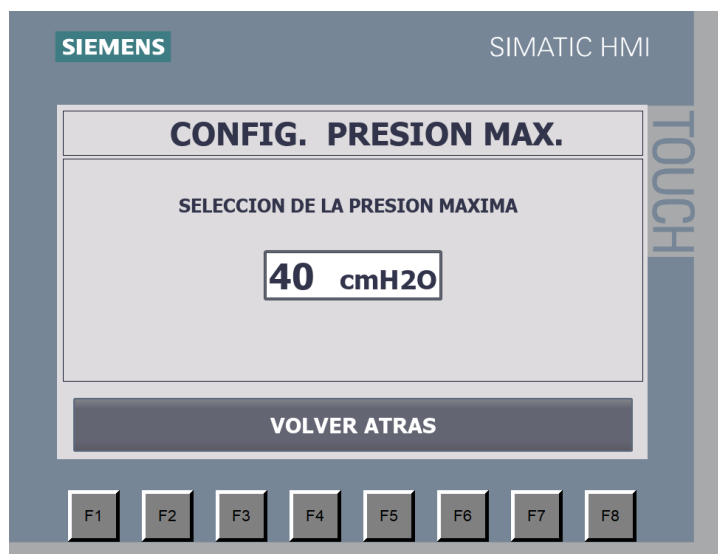 SIEMENS
SIMATIC HMI
TOUCH
CONFIG. PRESION MAX.
SELECCION DE LA PRESION MAXIMA
40 cmH2O
VOLVER ATRAS
F1 F2 F3 F4 F5 F6 F7 F8